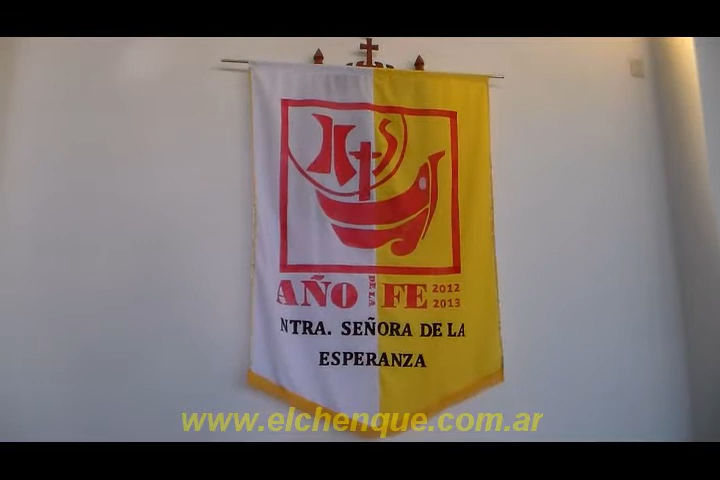 AÑO DE LA FE 2012 2013
NTRA. SEÑORA DE LA
ESPERANZA
www.elchenque.com.ar